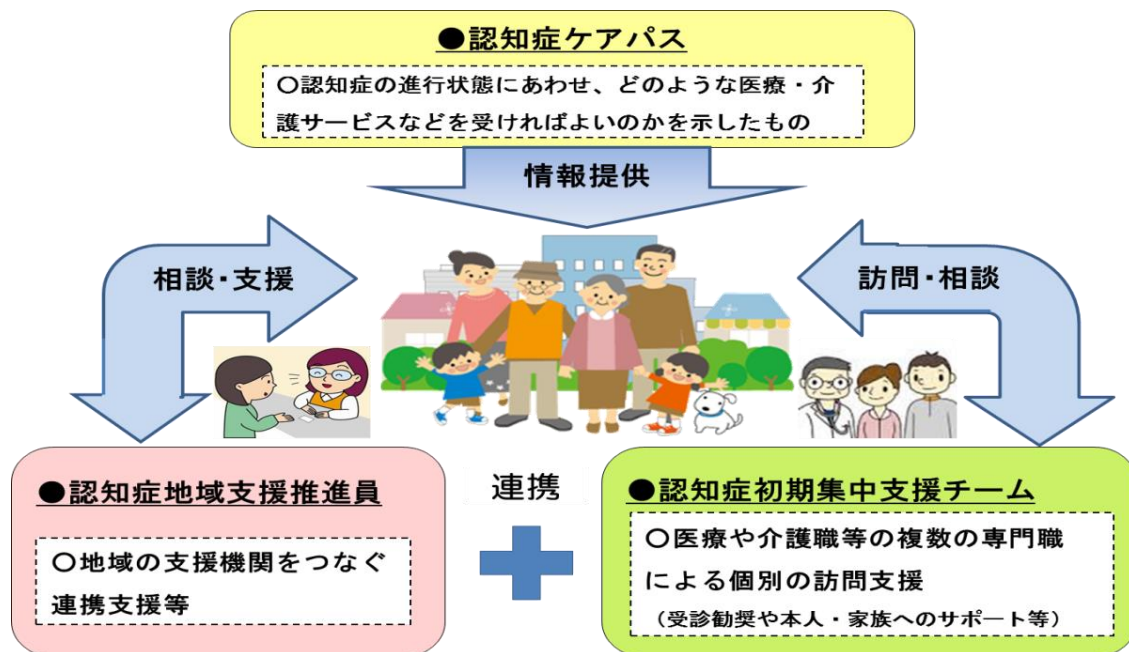 ●認知症ケアパス
〇認知症の進行状態にあわせ、どのような医療・介
護サービスなどを受ければよいのかを示したもの
情報提供
相談・支援
訪問・相談
●認知症地域支援推進員
〇地域の支援機関をつなぐ
連携支援等
連携
●認知症初期集中支援チーム
〇医療や介護職等の複数の専門職
による個別の訪問支援
（受診勧奨や本人・家族へのサポート等）